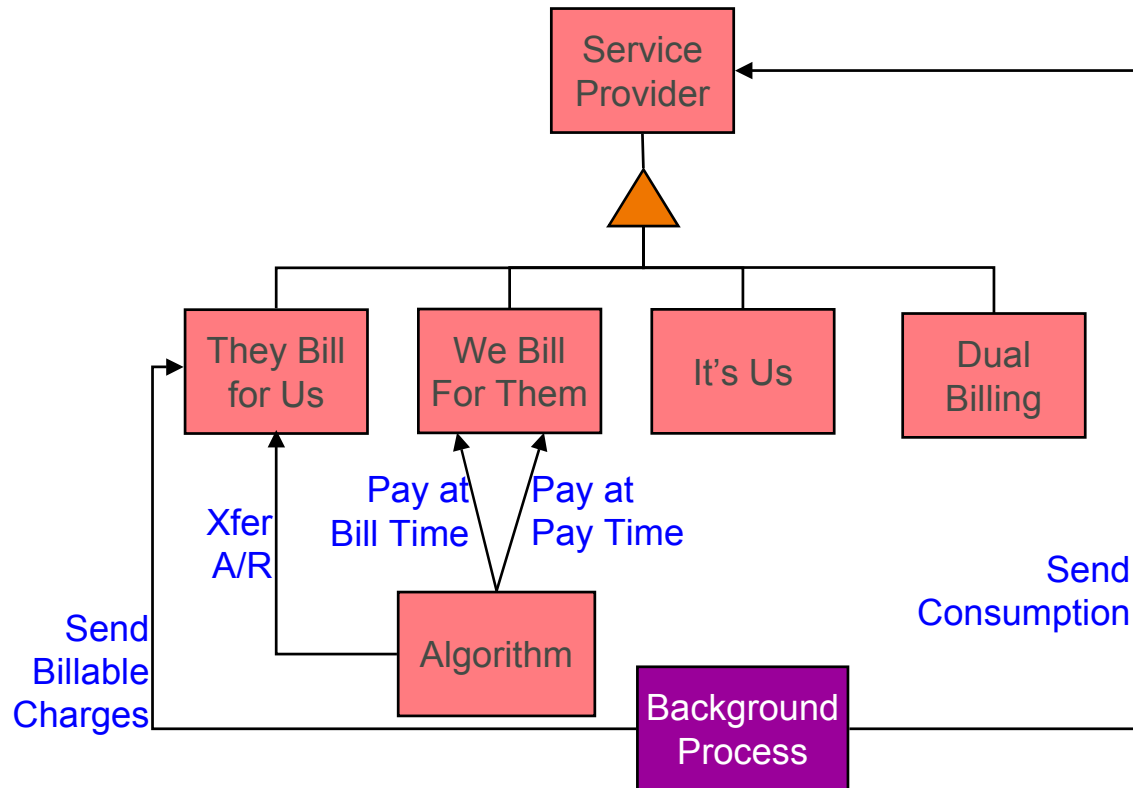 Service
Provider
They Bill
for Us
We Bill
For Them
It's Us
Dual
Billing
Pay at
Bill Time
Pay at
Pay Time
Xfer
A/R
Send
Consumption
Send
Billable
Charges
Algorithm
Background
Process